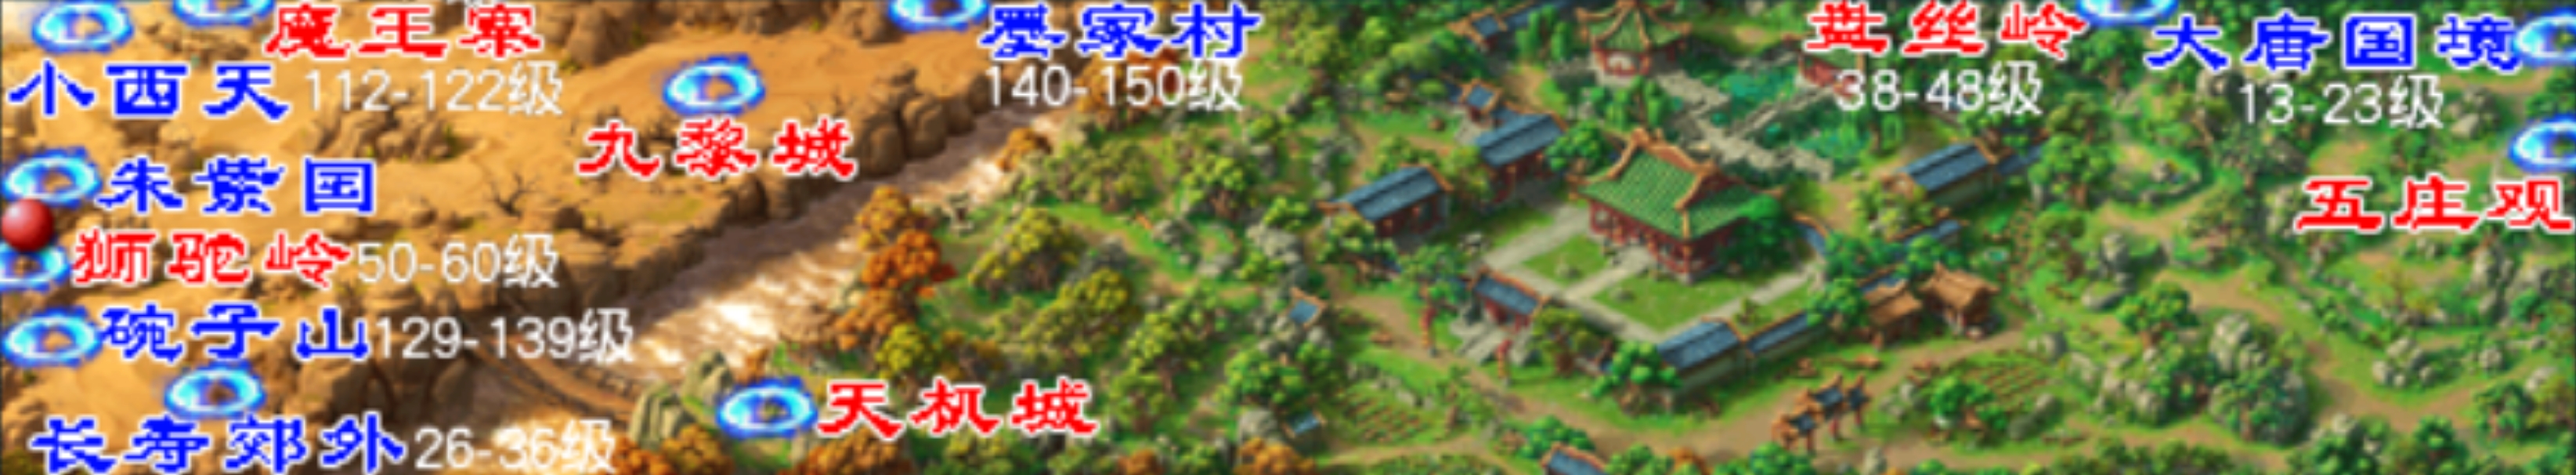 魔王寨
墨家村
盘丝岭
大唐国境
小西天 112-122级
140-150级
38-48级
13-23级
九黎城
朱紫国
五庄观
狮驼岭 50-60级
碗子山 129-139级
天机城
长寿郊外 26-36级